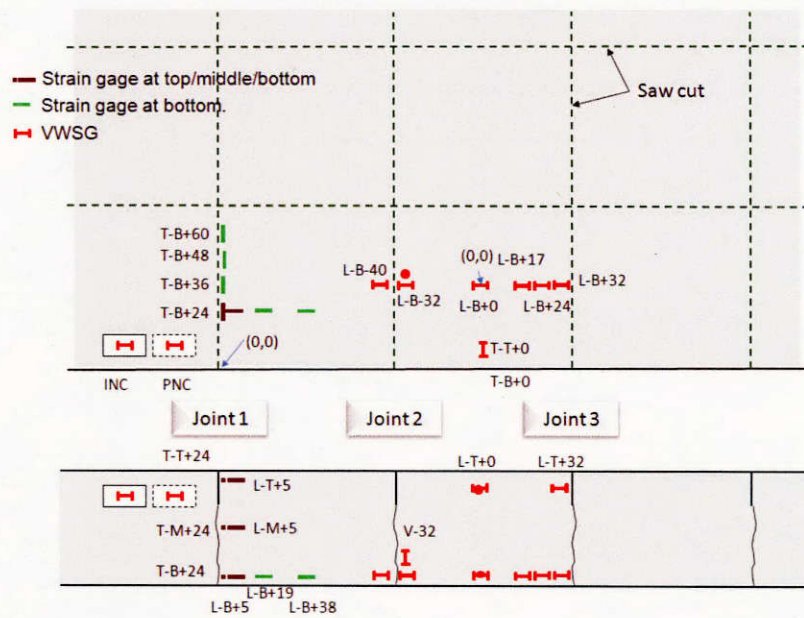 Strain gage at top/middle/bottom
Saw cut
Strain gage at bottom.
VWSG
T-B+60
T-B+48
T-B+36
T-B+24
L-B-40
L-B-32
(0,0)
L-B+17
L-B+0
L-B+24
L-B+32
(0,0)
T-T+0
INC
PNC
T-B+0
Joint 1
Joint 2
Joint 3
T-T+24
L-T+5
L-T+0
L-T+32
T-M+24
L-M+5
V-32
T-B+24
L-B+19
L-B+5
L-B+38